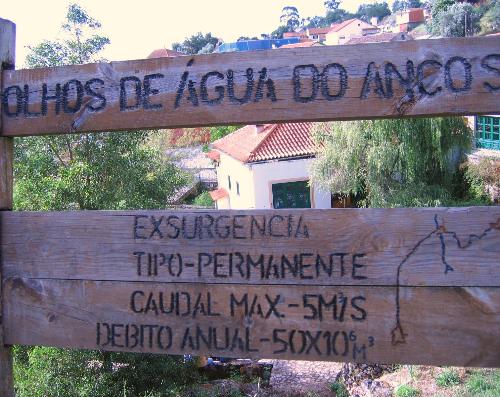 OLHOS DE ÁGUA DO ANÇOS
EXSURGENCIA
TIPO-PERMANENTE
CAUDAL MAX.-5M³/S
DEBITO ANUAL-50X10⁶M³